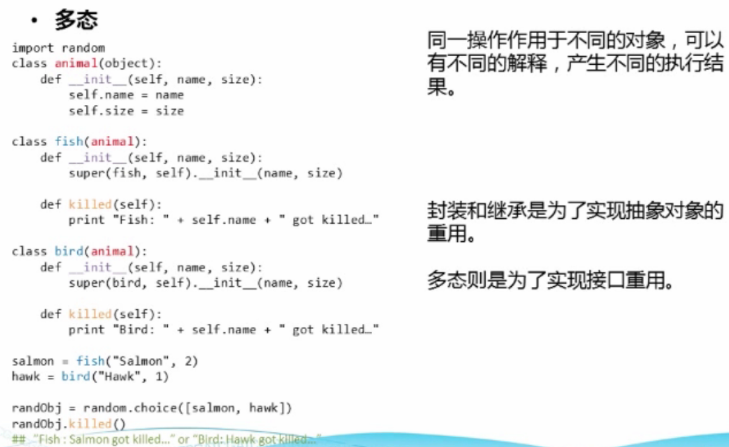 • 多态
import random
class animal(object):
    def __init__(self, name, size):
        self.name = name
        self.size = size
class fish(animal):
    def __init__(self, name, size):
        super(fish, self).__init__(name, size)
    def killed(self):
        print "Fish: " + self.name + " got killed…"
class bird(animal):
    def __init__(self, name, size):
        super(bird, self).__init__(name, size)
    def killed(self):
        print "Bird: " + self.name + " got killed…"
salmon = fish("Salmon", 2)
hawk = bird("Hawk", 1)
randObj = random.choice([salmon, hawk])
randObj.killed()
## "Fish : Salmon got killed…" or "Bird: Hawk got killed…"
同一操作作用于不同的对象，可以
有不同的解释，产生不同的执行结
果。
封装和继承是为了实现抽象对象的
重用。
多态则是为了实现接口重用。